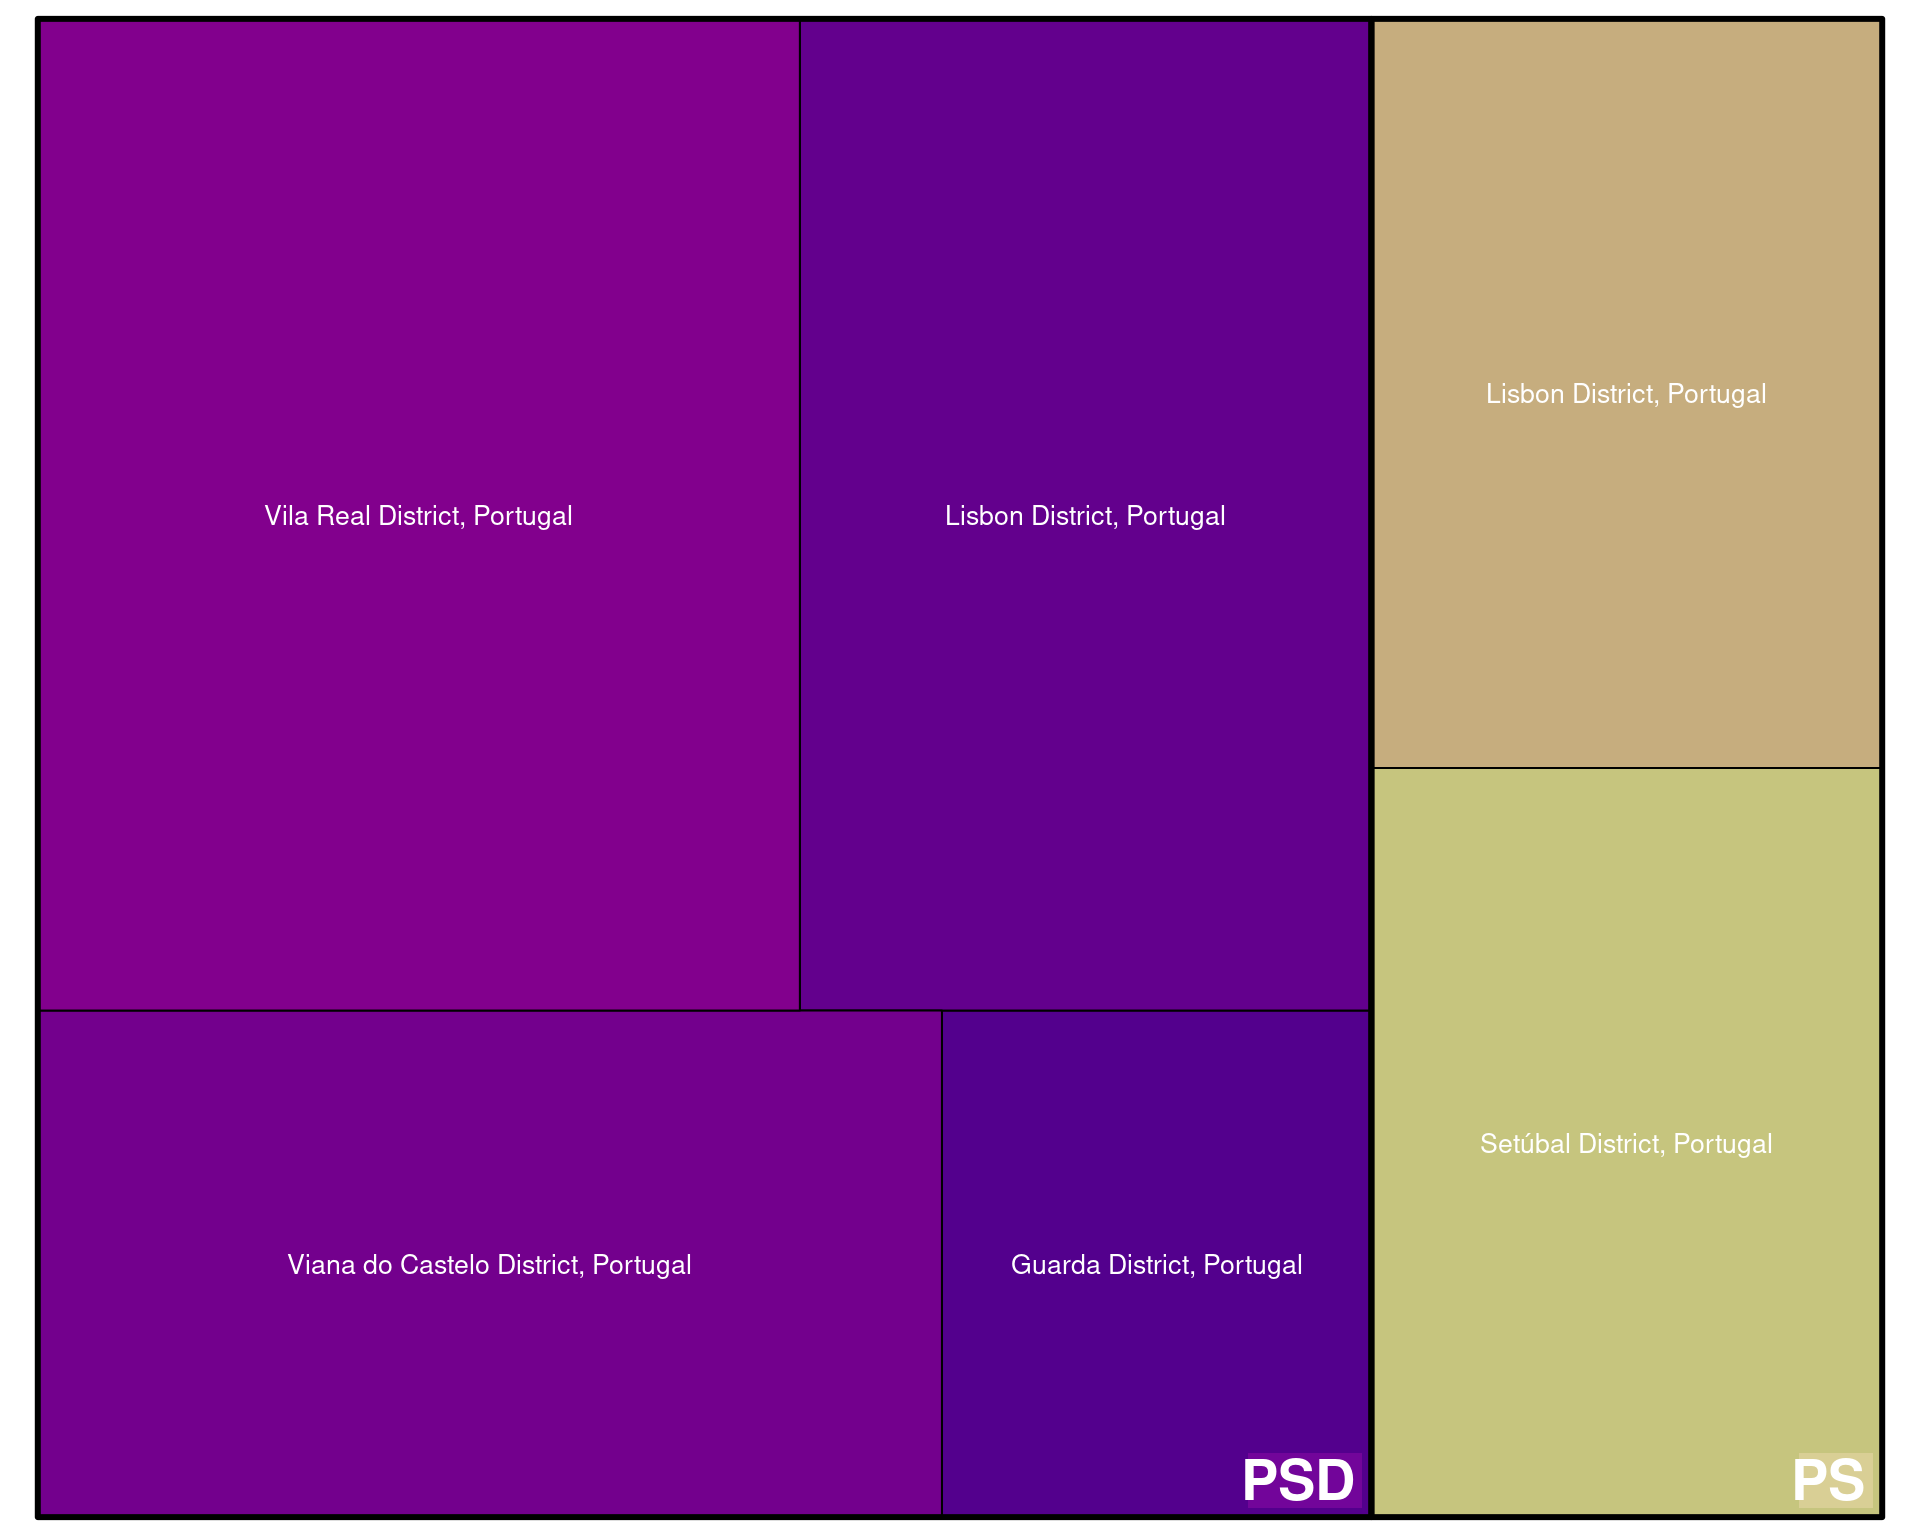 Lisbon District, Portugal
Vila Real District, Portugal
Lisbon District, Portugal
Setúbal District, Portugal
Viana do Castelo District, Portugal
Guarda District, Portugal
PSD
PS